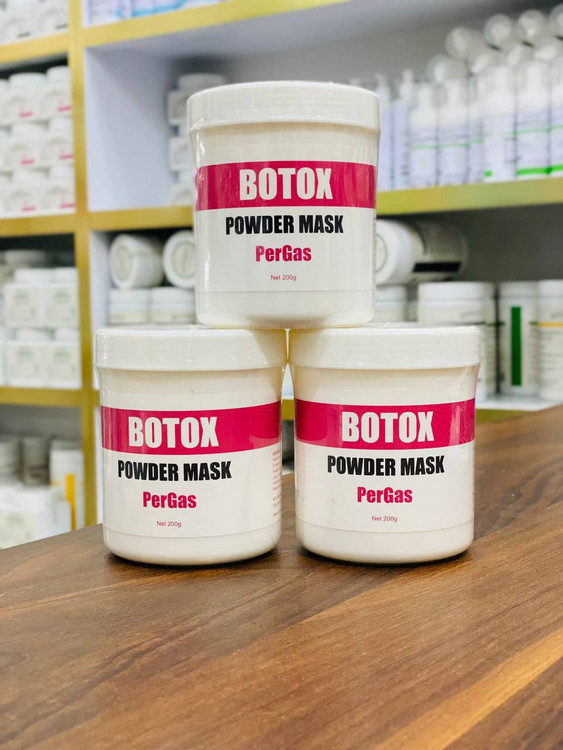 BOTOX
POWDER MASK
PerGas
Net 200g
BOTOX
POWDER MASK
PerGas
Net 200g
BOTOX
POWDER MASK
PerGas
Net 200g